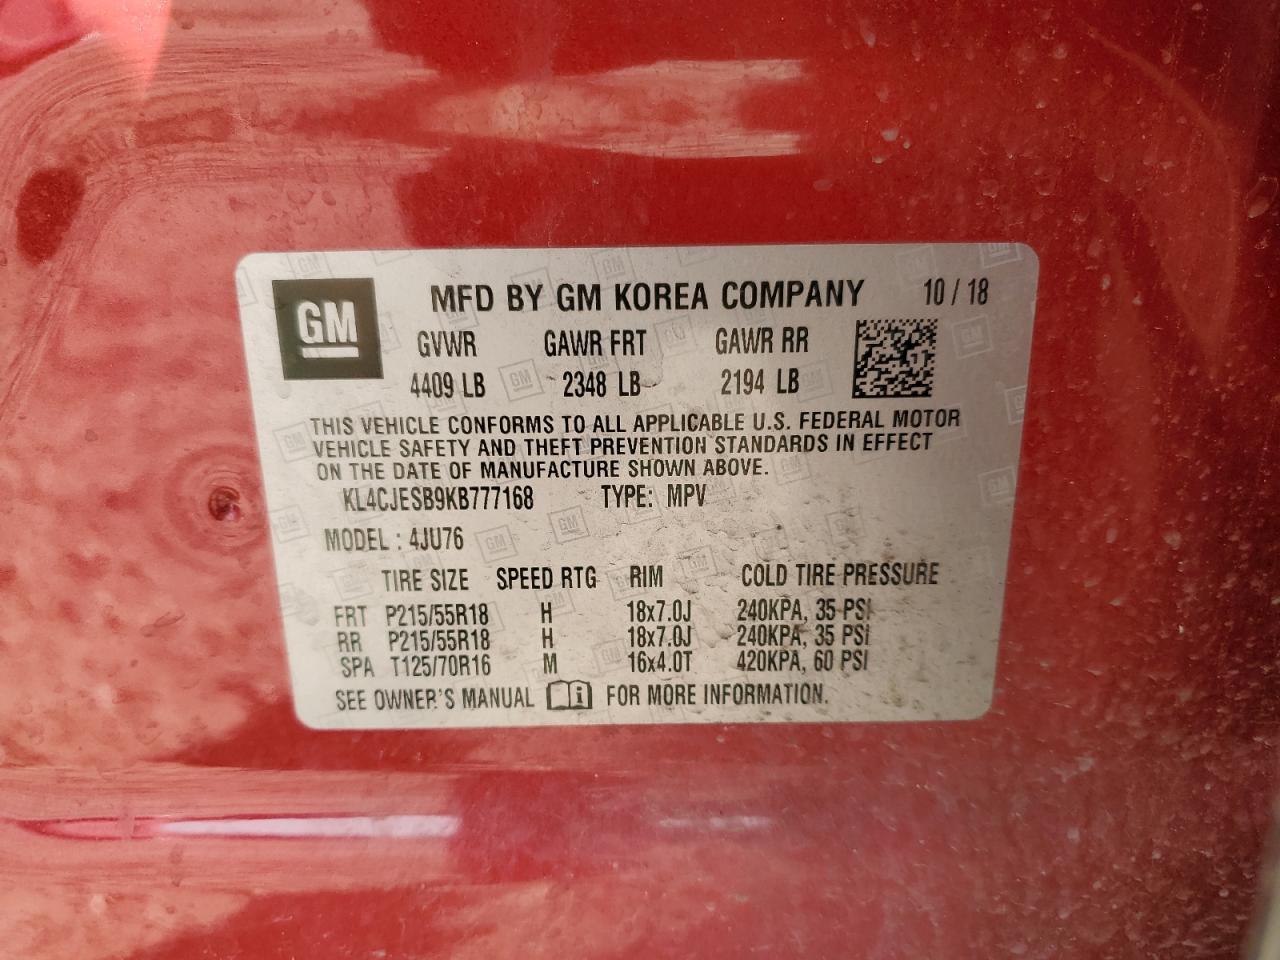 GM
MFD BY GM KOREA COMPANY 10 / 18
GVWR GAWR FRT GAWR RR
4409 LB 2348 LB 2194 LB
THIS VEHICLE CONFORMS TO ALL APPLICABLE U.S. FEDERAL MOTOR
VEHICLE SAFETY AND THEFT PREVENTION STANDARDS IN EFFECT
ON THE DATE OF MANUFACTURE SHOWN ABOVE.
KL4CJESB9KB777168 TYPE: MPV
MODEL : 4JU76
TIRE SIZE SPEED RTG RIM COLD TIRE PRESSURE
FRT P215/55R18 H 18x7.0J 240KPA, 35 PSI
RR P215/55R18 H 18x7.0J 240KPA, 35 PSI
SPA T125/70R16 M 16x4.0T 420KPA, 60 PSI
SEE OWNER'S MANUAL i FOR MORE INFORMATION.